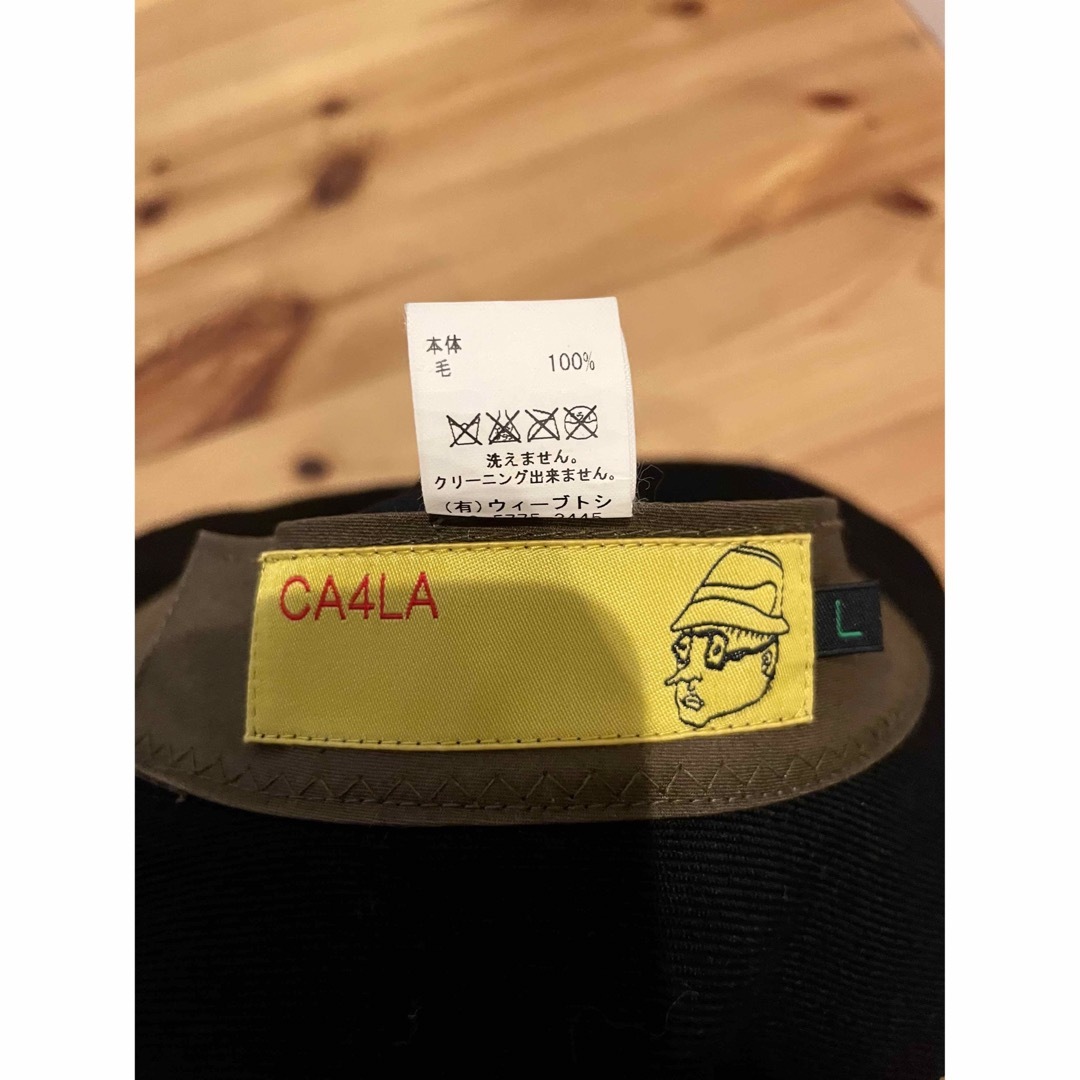 本体
毛 100%
洗えません。
クリーニング出来ません。
(有)ウィーブトシ
CA4LA
L